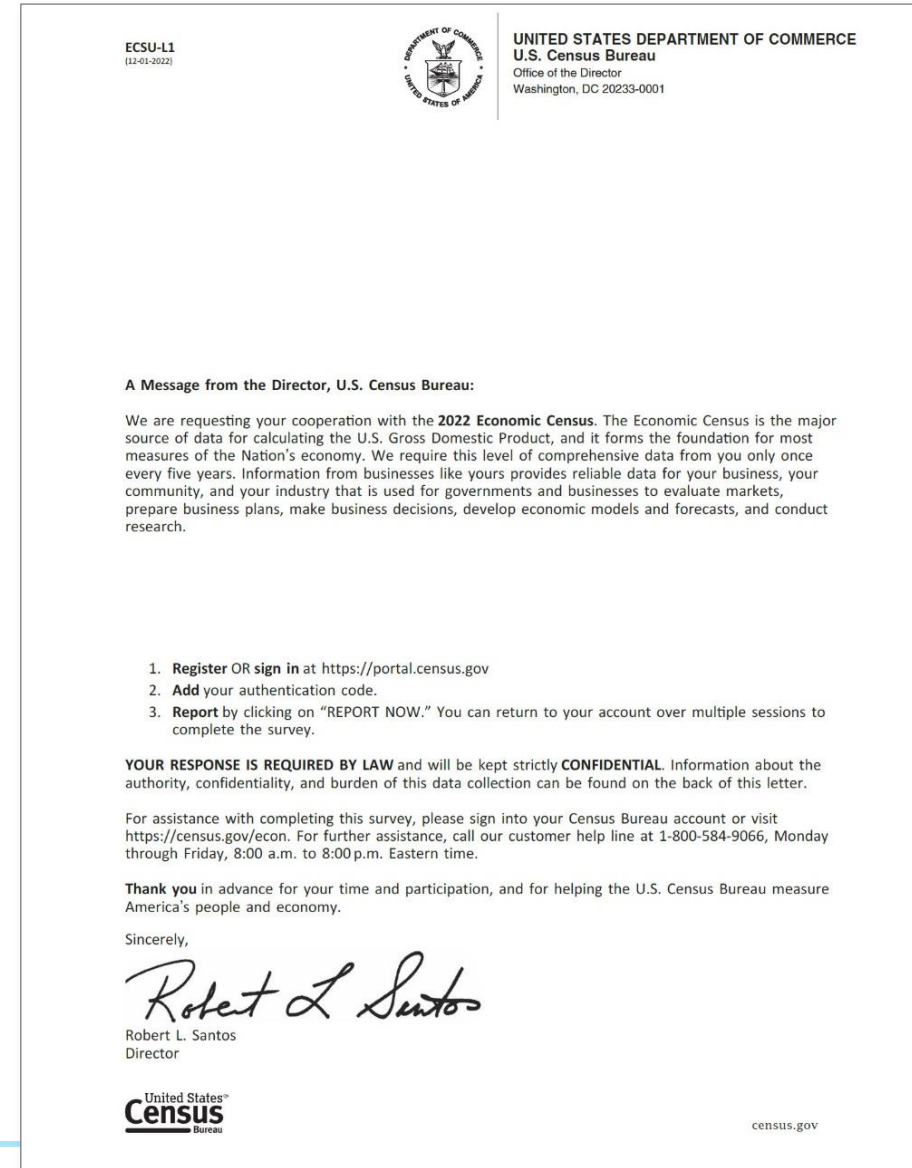 ECSU-L1
(12-01-2022)
DEPARTMENT OF COMMERCE
UNITED STATES OF AMERICA
UNITED STATES DEPARTMENT OF COMMERCE
U.S. Census Bureau
Office of the Director
Washington, DC 20233-0001
A Message from the Director, U.S. Census Bureau:
We are requesting your cooperation with the 2022 Economic Census. The Economic Census is the major
source of data for calculating the U.S. Gross Domestic Product, and it forms the foundation for most
measures of the Nation's economy. We require this level of comprehensive data from you only once
every five years. Information from businesses like yours provides reliable data for your business, your
community, and your industry that is used for governments and businesses to evaluate markets,
prepare business plans, make business decisions, develop economic models and forecasts, and conduct
research.
1. Register OR sign in at https://portal.census.gov
2. Add your authentication code.
3. Report by clicking on “REPORT NOW.” You can return to your account over multiple sessions to
complete the survey.
YOUR RESPONSE IS REQUIRED BY LAW and will be kept strictly CONFIDENTIAL. Information about the
authority, confidentiality, and burden of this data collection can be found on the back of this letter.
For assistance with completing this survey, please sign into your Census Bureau account or visit
https://census.gov/econ. For further assistance, call our customer help line at 1-800-584-9066, Monday
through Friday, 8:00 a.m. to 8:00 p.m. Eastern time.
Thank you in advance for your time and participation, and for helping the U.S. Census Bureau measure
America's people and economy.
Sincerely,
Robert L Santos
Robert L. Santos
Director
United States®
Census
Bureau
census.gov